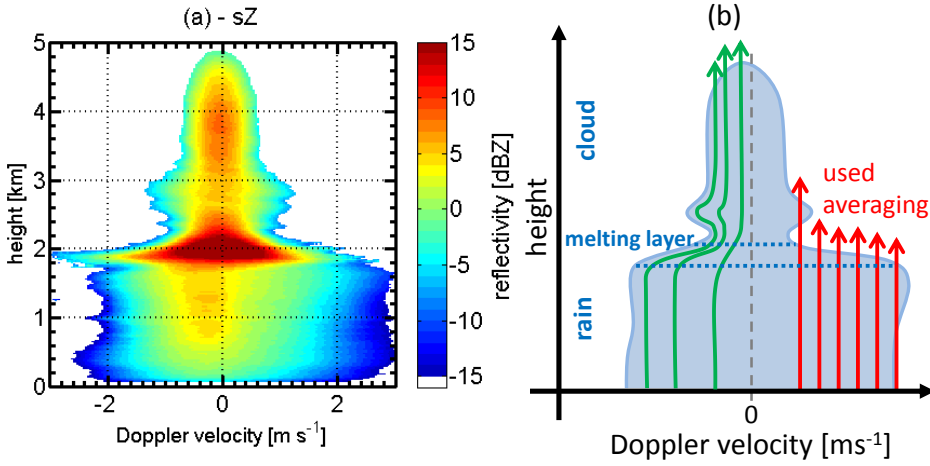 (a) - sZ
5
4
3
2
1
0
height [km]
-2
0
2
Doppler velocity [m s-1]
15
10
5
0
-5
-10
-15
reflectivity [dBZ]
(b)
cloud
height
used
averaging
melting layer
rain
0
Doppler velocity [ms-1]